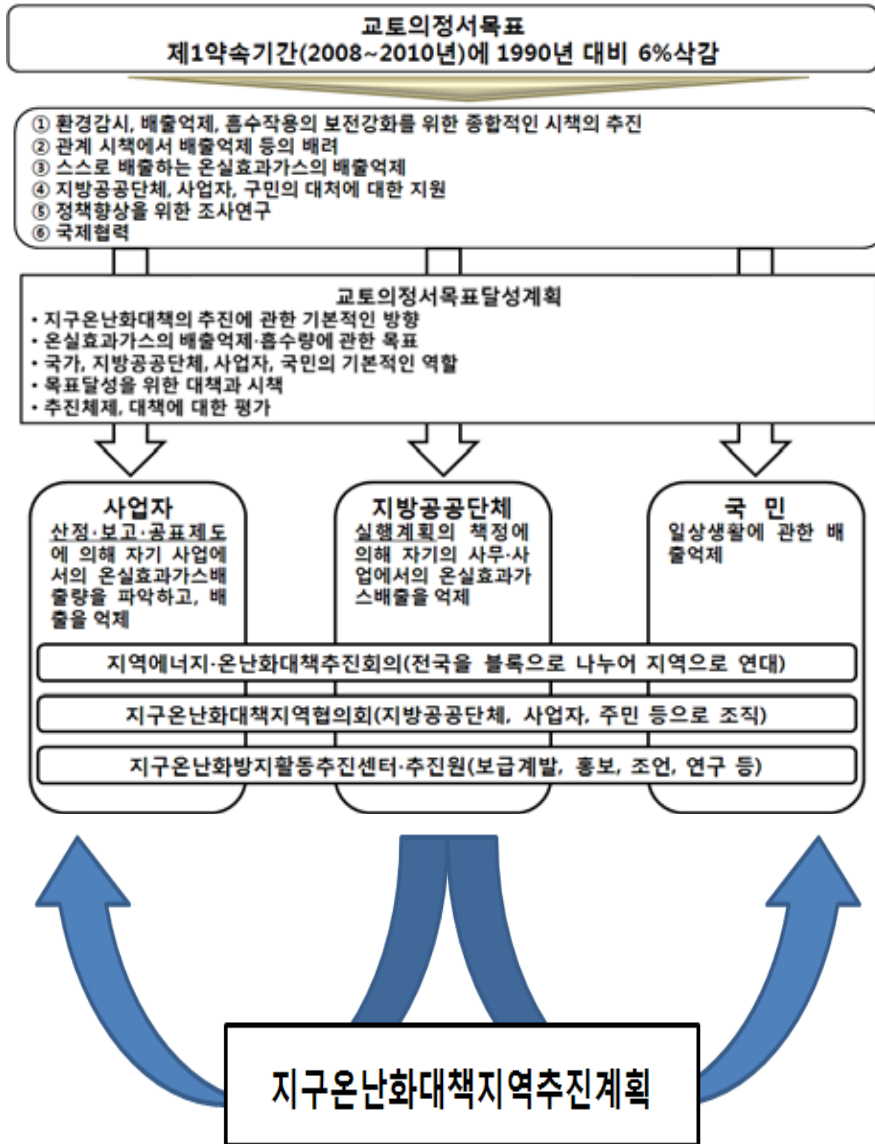 교토의정서목표
제1약속기간(2008~2010년)에 1990년 대비 6%삭감
① 환경감시, 배출억제, 흡수작용의 보전강화를 위한 종합적인 시책의 추진
② 관계 시책에서 배출억제 등의 배려
③ 스스로 배출하는 온실효과가스의 배출억제
④ 지방공공단체, 사업자, 구민의 대처에 대한 지원
⑤ 정책향상을 위한 조사연구
⑥ 국제협력
교토의정서목표달성계획
• 지구온난화대책의 추진에 관한 기본적인 방향
• 온실효과가스의 배출억제·흡수량에 관한 목표
• 국가, 지방공공단체, 사업자, 국민의 기본적인 역할
• 목표달성을 위한 대책과 시책
• 추진체제, 대책에 대한 평가
사업자
산정·보고·공표제도
에 의해 자기 사업에
서의 온실효과가스배
출량을 파악하고, 배
출을 억제
지방공공단체
실행계획의 책정에
의해 자기의 사무·사
업에서의 온실효과가
스배출을 억제
국 민
일상생활에 관한 배
출억제
지역에너지·온난화대책추진회의(전국을 블록으로 나누어 지역으로 연대)
지구온난화대책지역협의회(지방공공단체, 사업자, 주민 등으로 조직)
지구온난화방지활동추진센터·추진원(보급계발, 홍보, 조언, 연구 등)
지구온난화대책지역추진계획